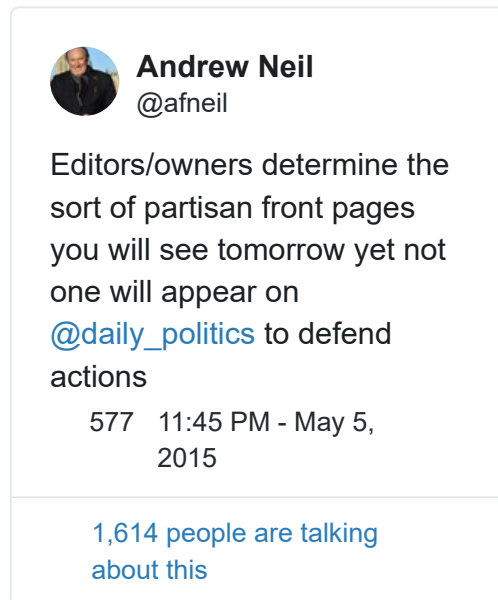 Andrew Neil
@afneil
Editors/owners determine the
sort of partisan front pages
you will see tomorrow yet not
one will appear on
@daily_politics to defend
actions
577 11:45 PM - May 5,
2015
1,614 people are talking
about this